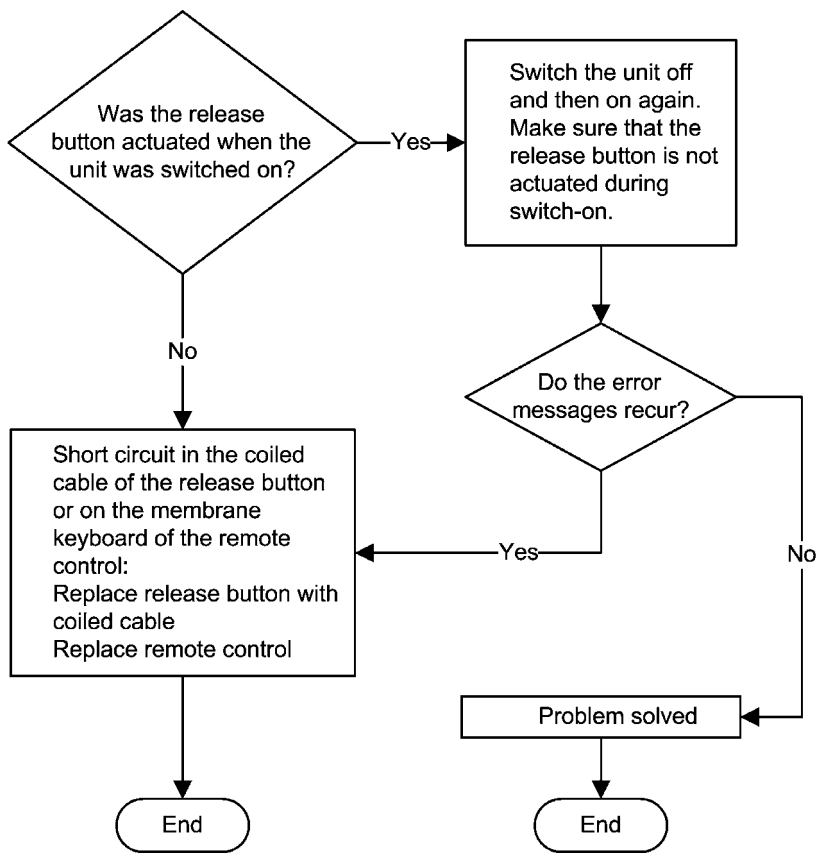 Was the release
button actuated when the
unit was switched on?
Yes
Switch the unit off
and then on again.
Make sure that the
release button is not
actuated during
switch-on.
No
Do the error
messages recur?
Short circuit in the coiled
cable of the release button
or on the membrane
keyboard of the remote
control:
Replace release button with
coiled cable
Replace remote control
Yes
No
Problem solved
End
End